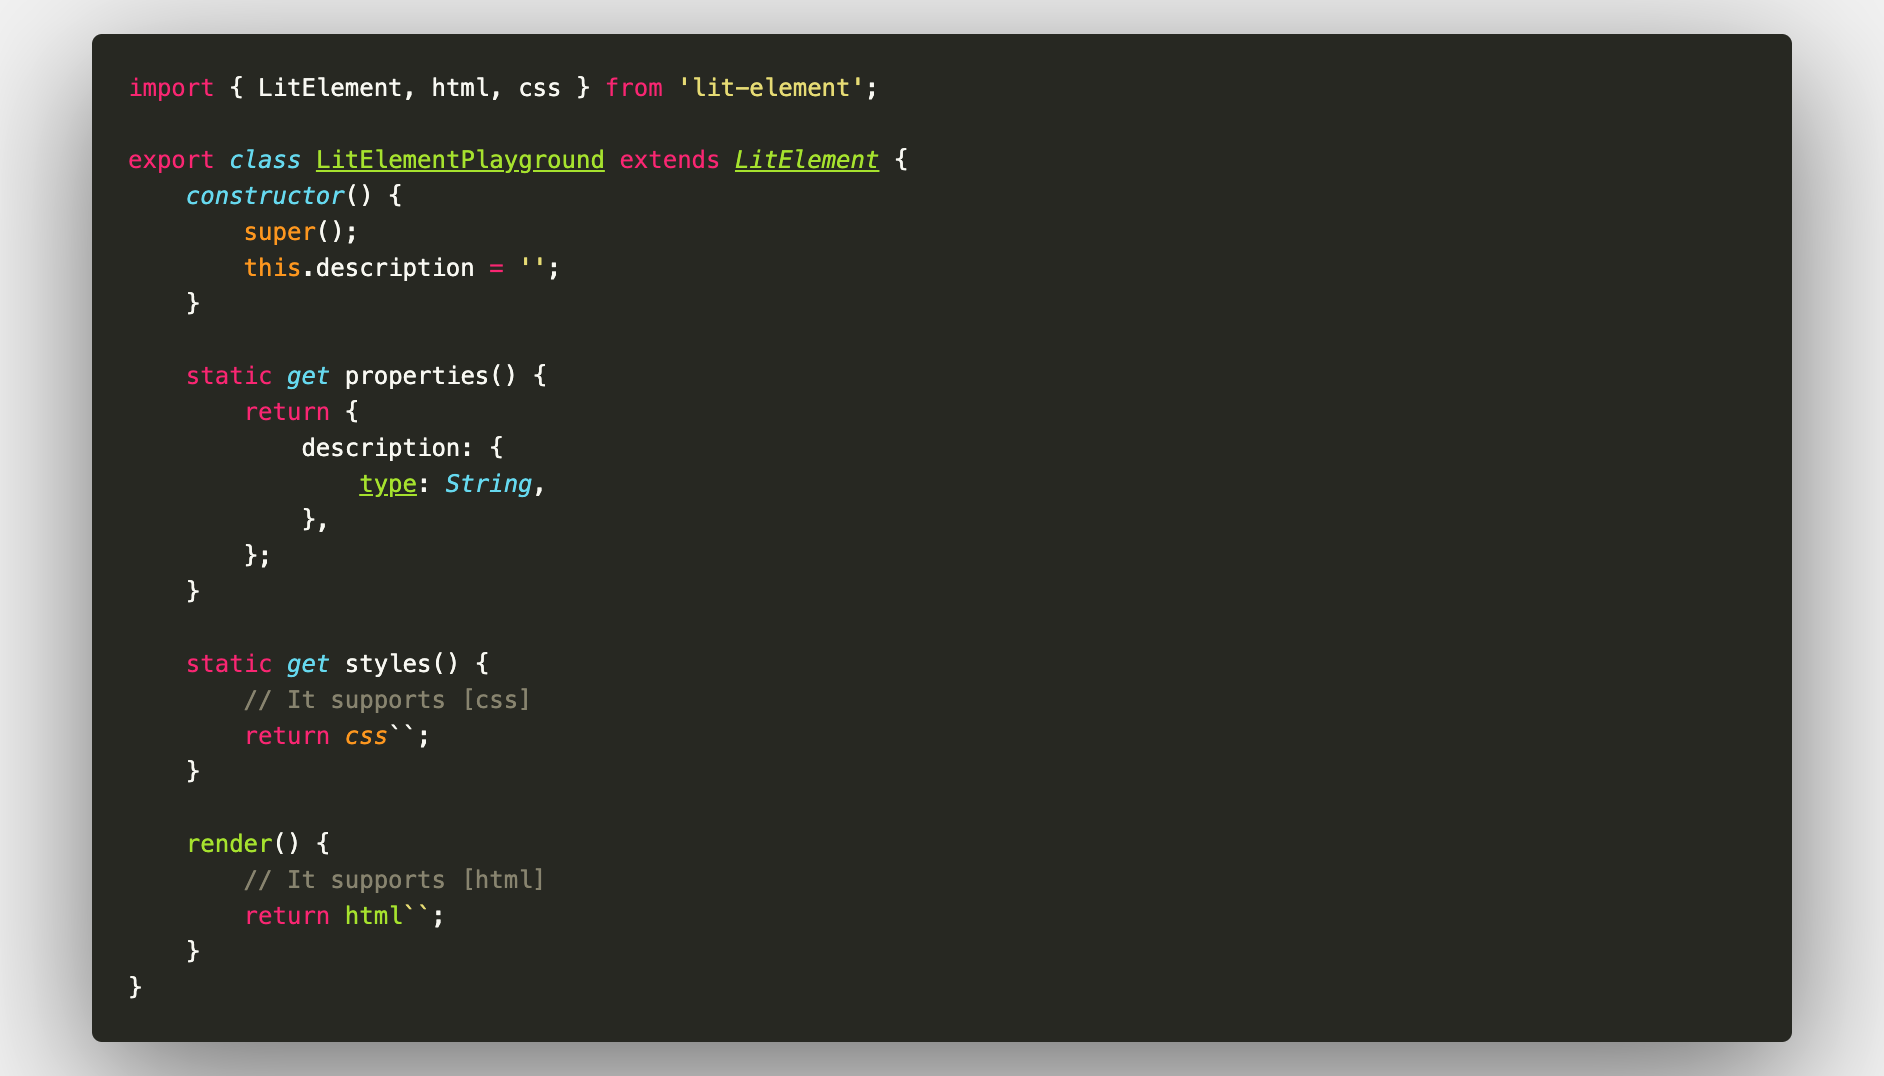 import { LitElement, html, css } from 'lit-element';

export class LitElementPlayground extends LitElement {
    constructor() {
        super();
        this.description = '';
    }

    static get properties() {
        return {
            description: {
                type: String,
            },
        };
    }

    static get styles() {
        // It supports [css]
        return css``;
    }

    render() {
        // It supports [html]
        return html``;
    }
}